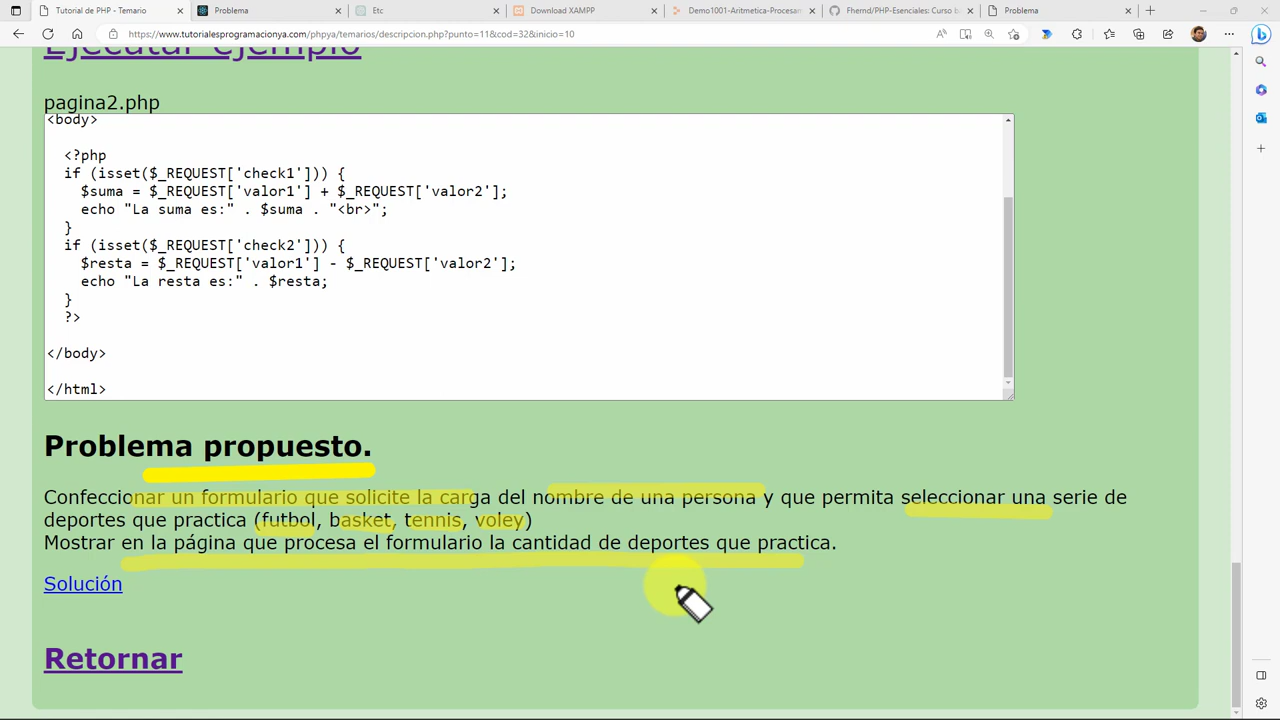 Tutorial de PHP - Temario
Problema
Etc
Download XAMPP
Demo1001-Aritmetica-Procesan
Fhernd/PHP-Esenciales: Curso ba
Problema
https://www.tutorialesprogramacionya.com/phpya/temarios/descripcion.php?punto=11&cod=32&inicio=10
Ejecutar ejemplo
pagina2.php
<body>
<?php
if (isset($_REQUEST['check1'])) {
$suma = $_REQUEST['valor1'] + $_REQUEST['valor2'];
echo "La suma es:" . $suma . "<br>";
}
if (isset($_REQUEST['check2'])) {
$resta = $_REQUEST['valor1'] - $_REQUEST['valor2'];
echo "La resta es:" . $resta;
}
?>
</body>
</html>
Problema propuesto.
Confeccionar un formulario que solicite la carga del nombre de una persona y que permita seleccionar una serie de
deportes que practica (futbol, basket, tennis, voley)
Mostrar en la página que procesa el formulario la cantidad de deportes que practica.
Solución
Retornar